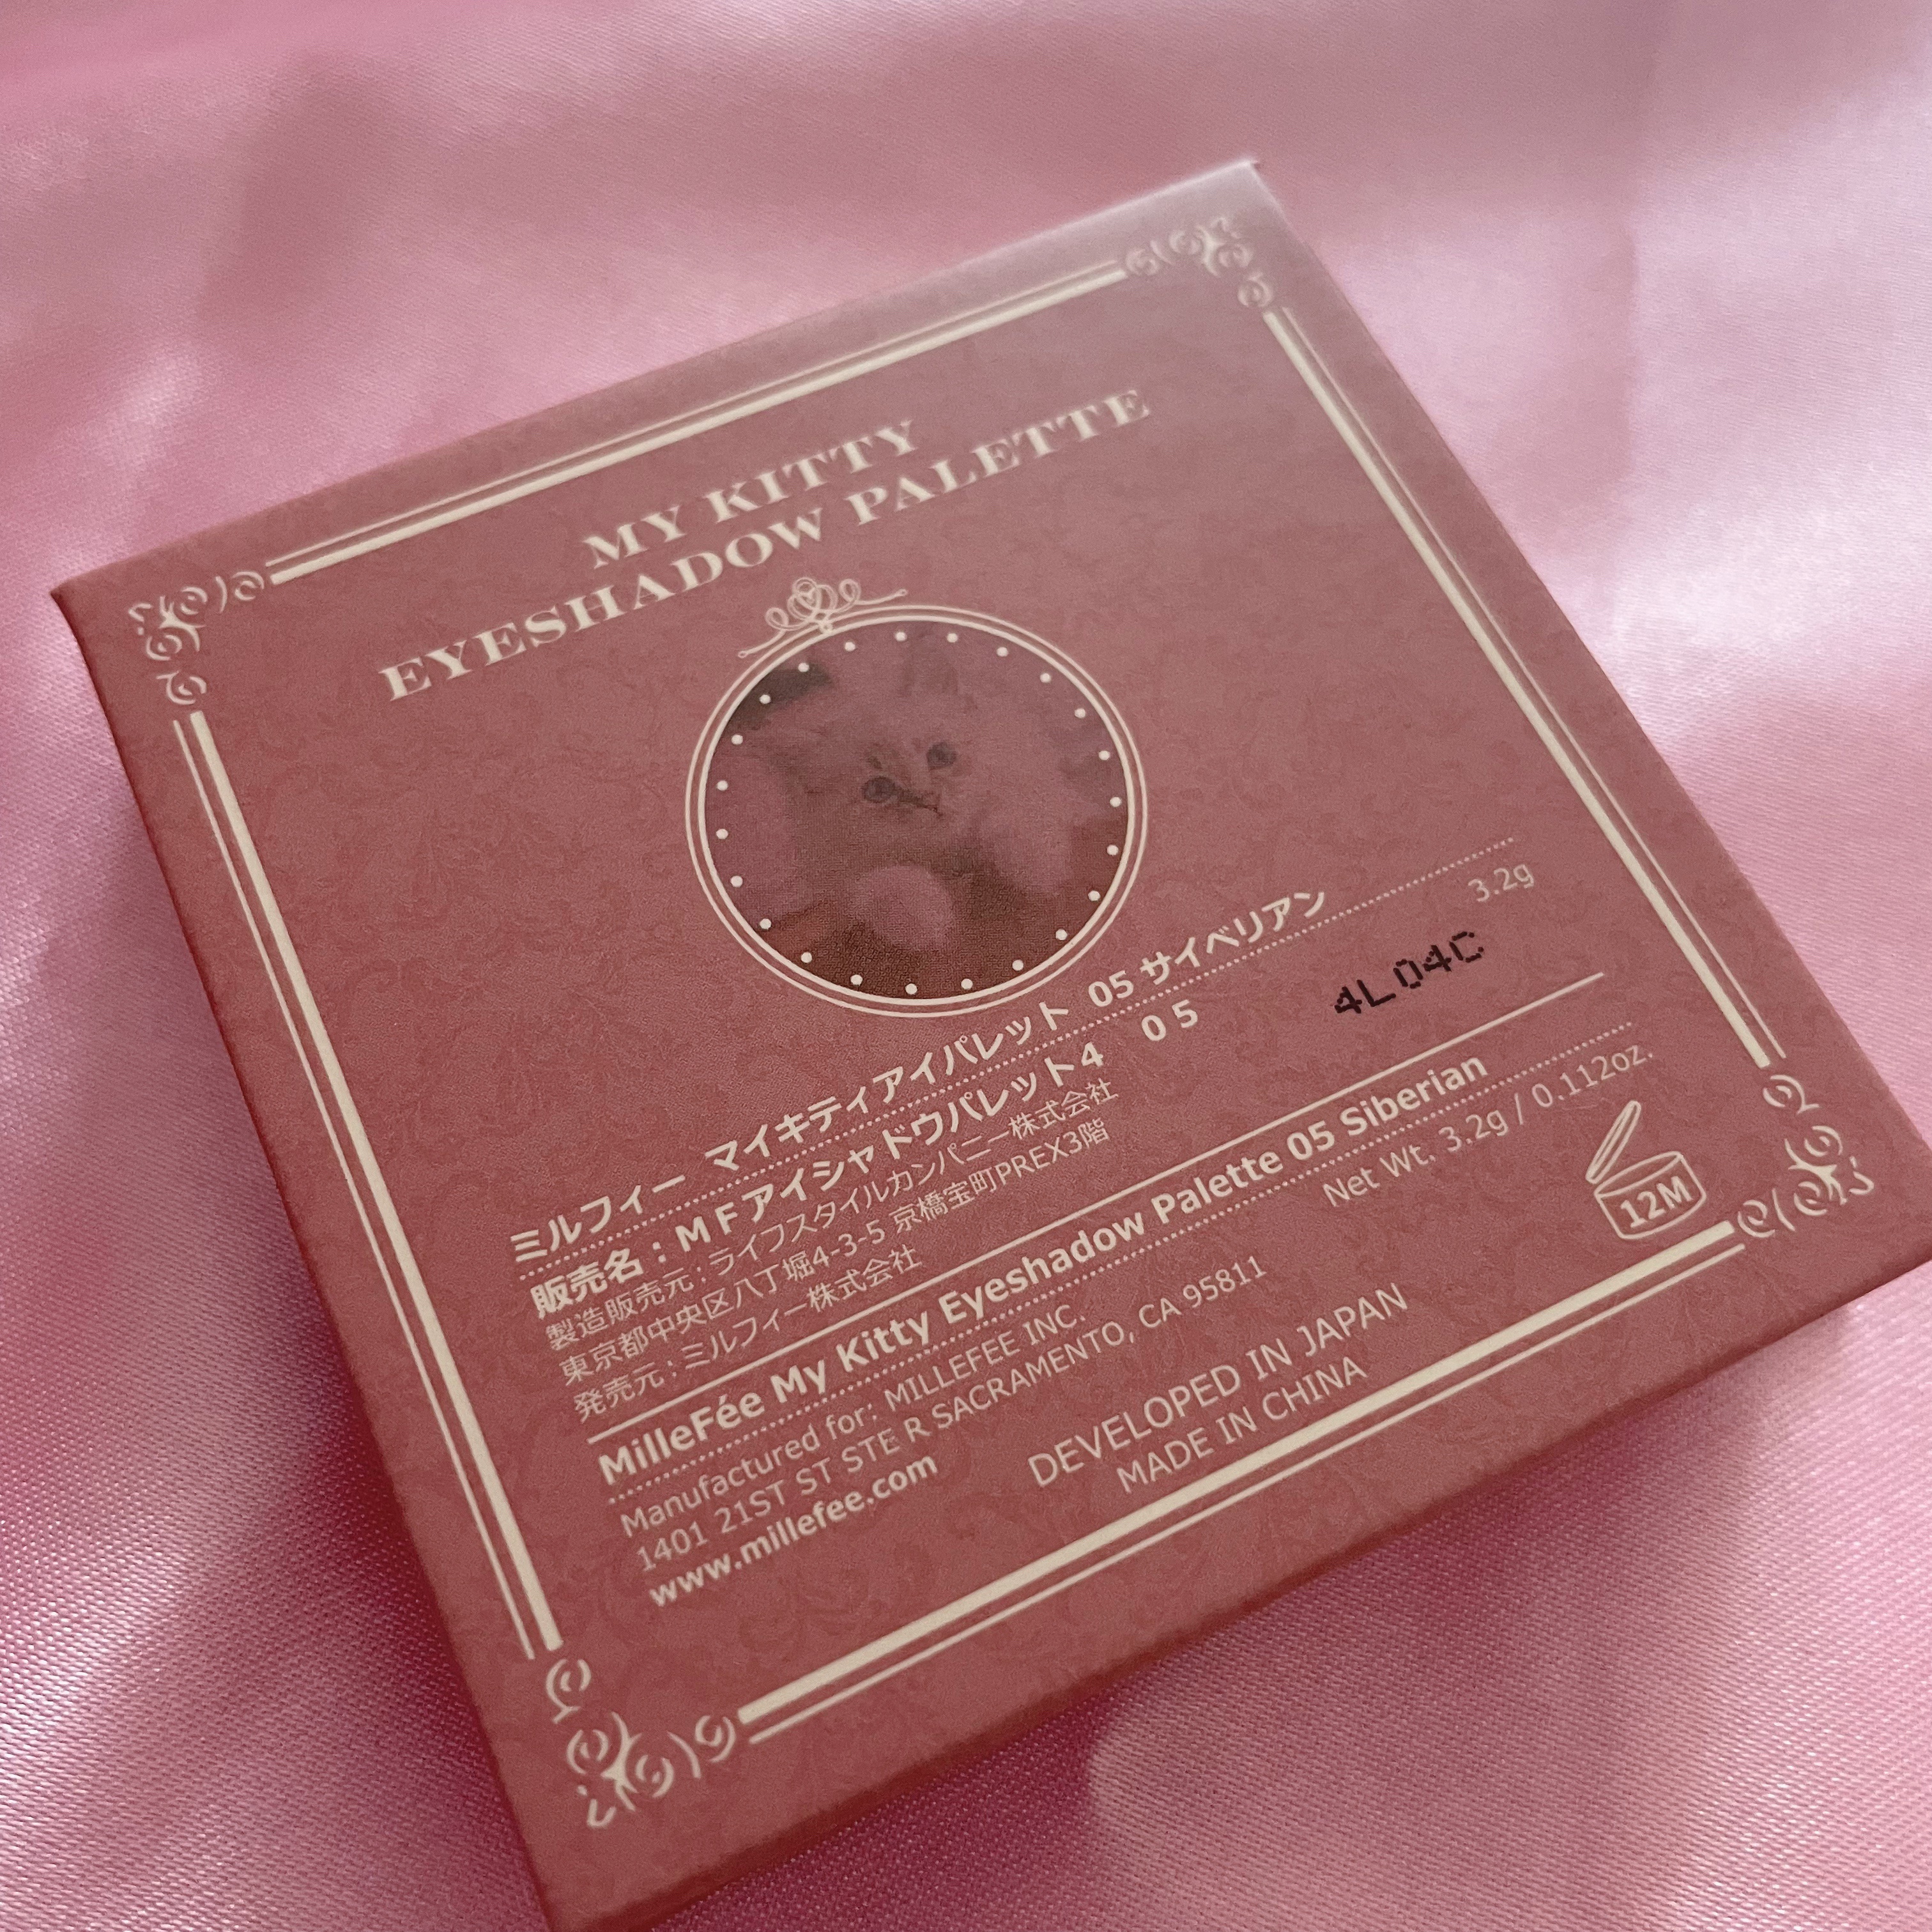 MY KITTY
EYESHADOW PALETTE
ミルフィー マイキティアイパレット 05 サイベリアン
販売名：ＭＦアイシャドウパレット４ ０５
3.2g
製造販売元：ライフスタイルカンパニー株式会社
東京都中央区八丁堀4-3-5 京橋宝町PREX3階
発売元：ミルフィー株式会社
4L04C
MilleFée My Kitty Eyeshadow Palette 05 Siberian
Net Wt. 3.2g / 0.112oz.
Manufactured for: MILLEFEE INC.
1401 21ST ST STE R SACRAMENTO, CA 95811
www.millefee.com
12M
DEVELOPED IN JAPAN
MADE IN CHINA